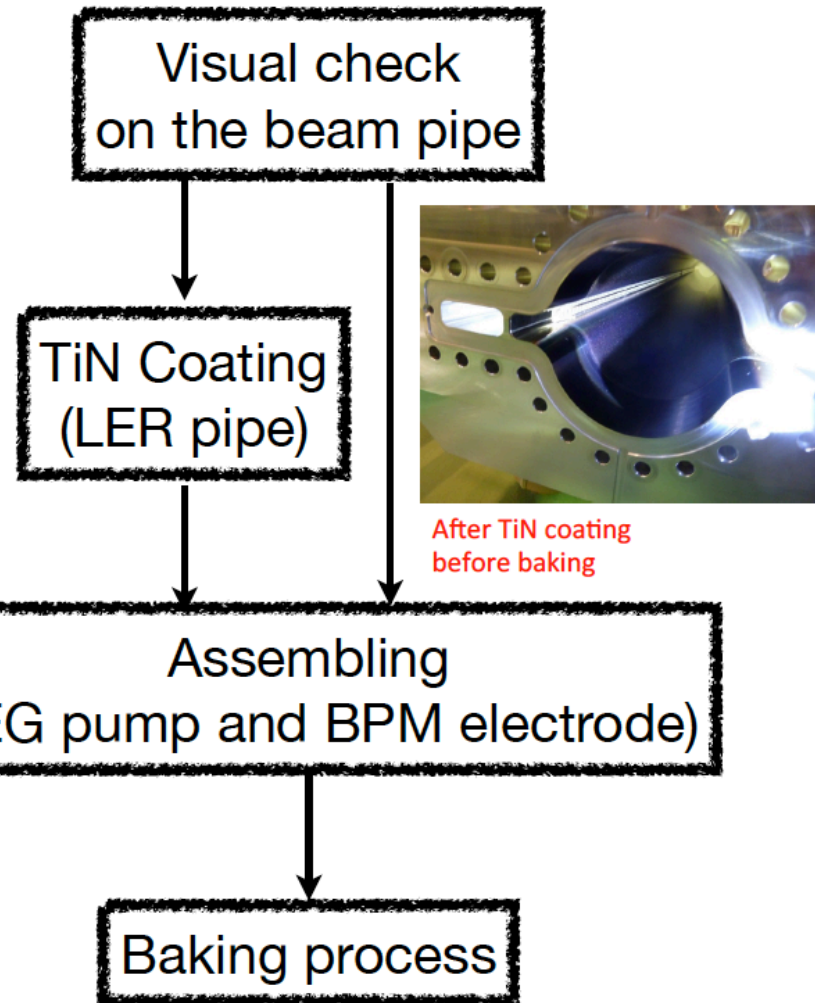 Visual check
on the beam pipe
TiN Coating
(LER pipe)
After TiN coating
before baking
Assembling
EG pump and BPM electrode)
Baking process